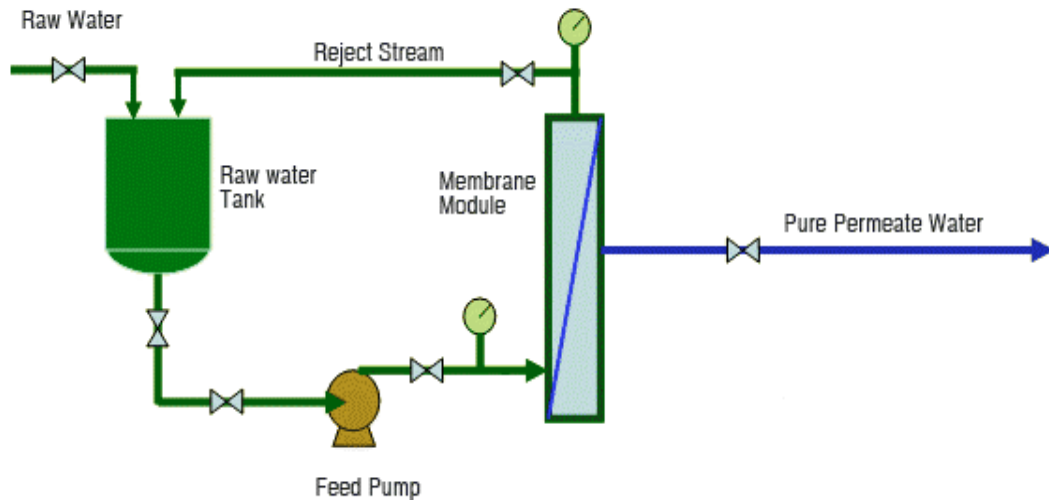 Raw Water
Reject Stream
Raw water
Tank
Membrane
Module
Pure Permeate Water
Feed Pump